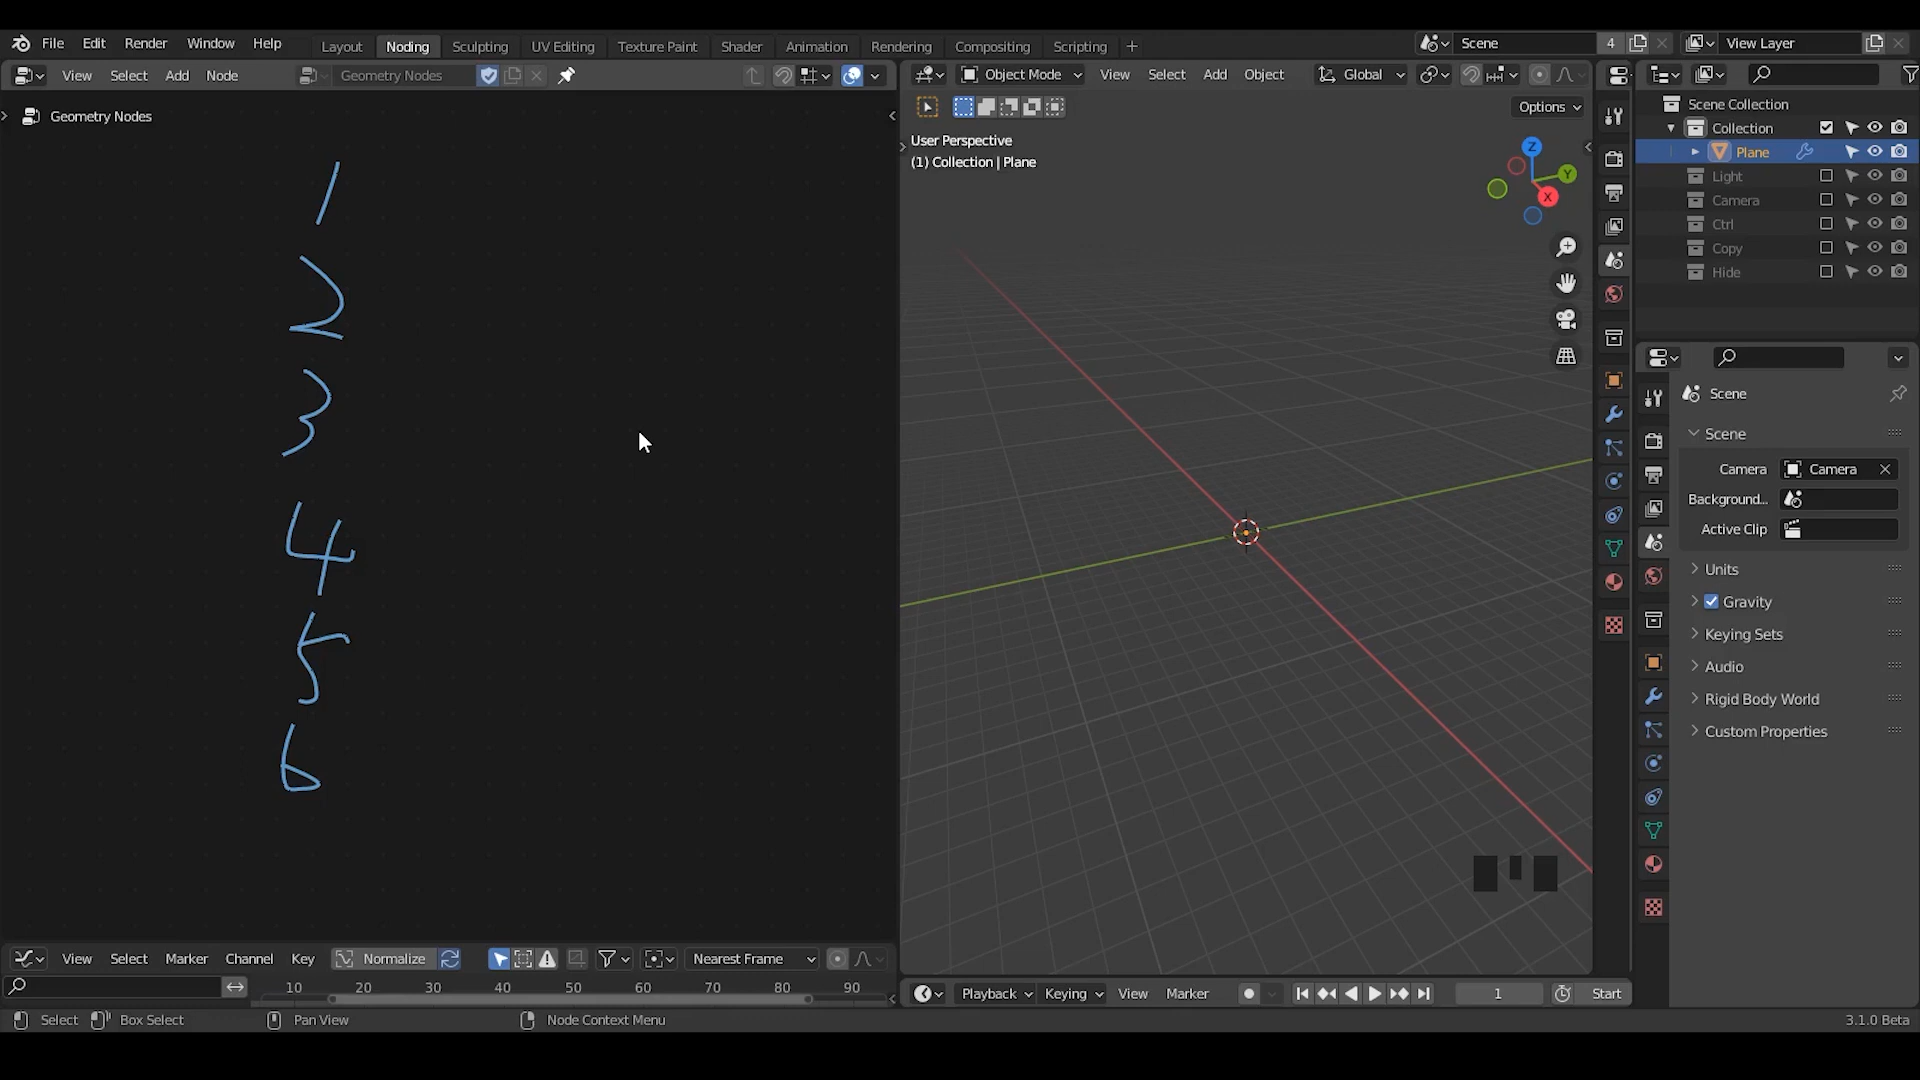 File Edit Render Window Help Layout Noding Sculpting UV Editing Texture Paint Shader Animation Rendering Compositing Scripting + Scene 4 View Layer
View Select Add Node Geometry Nodes Object Mode View Select Add Object Global
Options
Geometry Nodes
User Perspective
(1) Collection | Plane
Z
Y
X
Scene Collection
Collection
Plane
Light
Camera
Ctrl
Copy
Hide
1
2
3
4
5
6
Scene
Scene
Camera Camera
Background...
Active Clip
Units
Gravity
Keying Sets
Audio
Rigid Body World
Custom Properties
View Select Marker Channel Key Normalize Nearest Frame
10 20 30 40 50 60 70 80 90
Playback Keying View Marker 1 Start
Select Box Select Pan View Node Context Menu 3.1.0 Beta